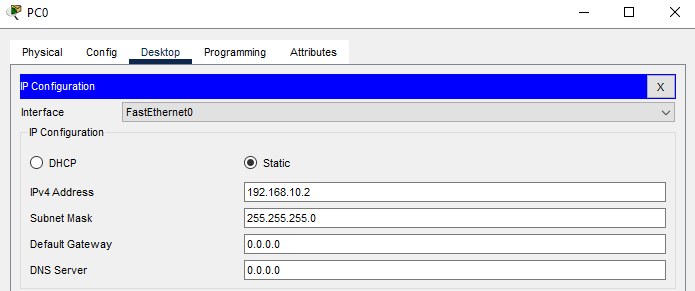 PC0
Physical Config Desktop Programming Attributes
IP Configuration X
Interface FastEthernet0
IP Configuration
DHCP Static
IPv4 Address 192.168.10.2
Subnet Mask 255.255.255.0
Default Gateway 0.0.0.0
DNS Server 0.0.0.0